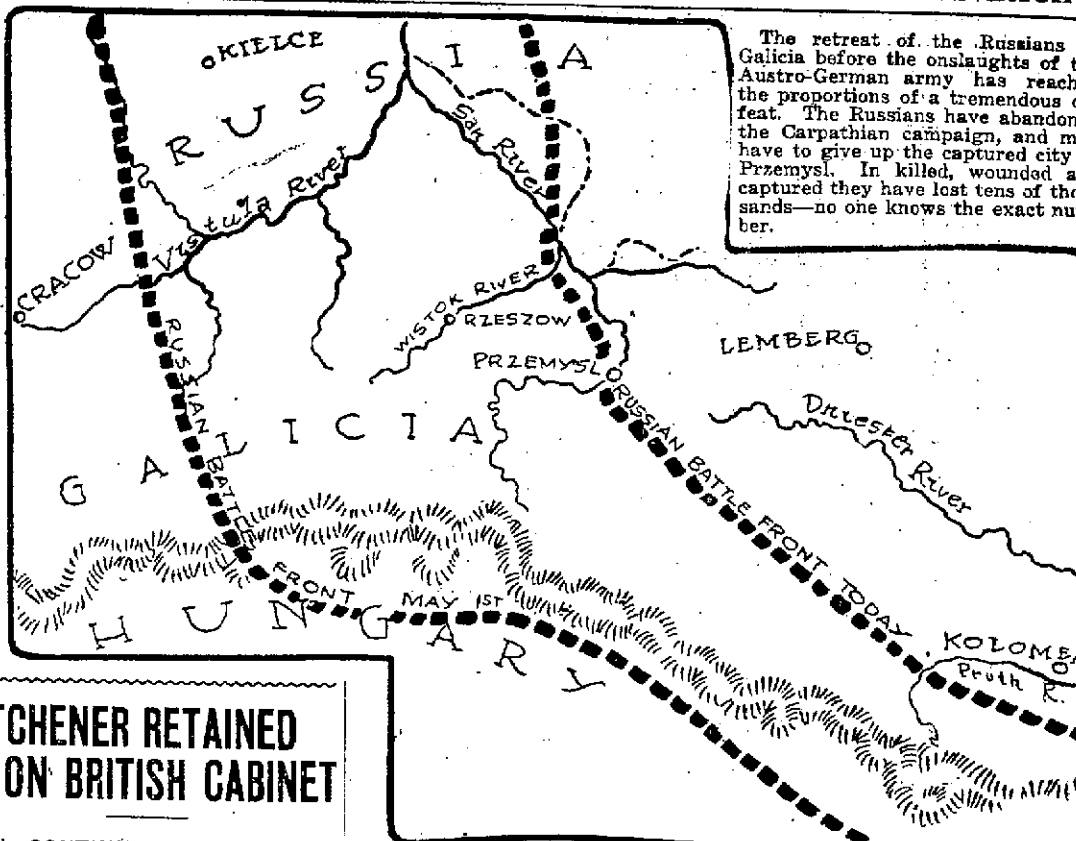 The retreat of the Russians
Galicia before the onslaughts of t
Austro-German army has reach
the proportions of a tremendous d
feat. The Russians have abandon
the Carpathian campaign, and m
have to give up the captured city
Przemysl. In killed, wounded a
captured they have lost tens of tho
sands—no one knows the exact nu
ber.
KIELCE
RUSSIA
San River
Vistula River
CRACOW
WISTOK RIVER
RZESZOW
LEMBERG
PRZEMYSL
Dniester River
GALICIA
RUSSIAN BATTLE FRONT MAY 1ST
RUSSIAN BATTLE FRONT TODAY
HUNGARY
KOLOME
Pruth R.
TCHENER RETAINED
ON BRITISH CABINET